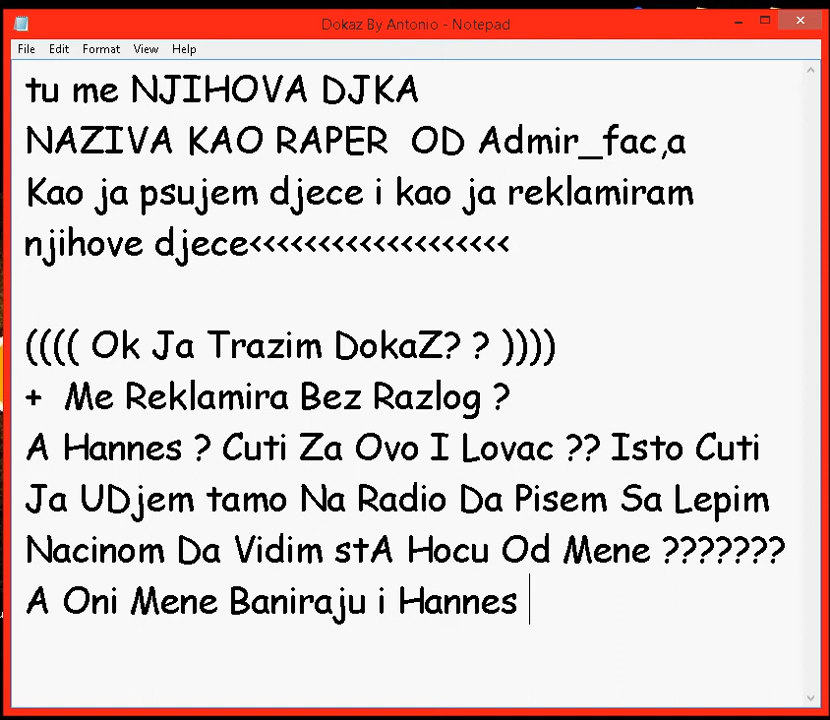 Dokaz By Antonio - Notepad
File Edit Format View Help
tu me NJIHOVA DJKA
NAZIVA KAO RAPER  OD Admir_fac,a
Kao ja psujem djece i kao ja reklamiram
njihove djece<<<<<<<<<<<<<<<<<<<
(((( Ok Ja Trazim DokaZ? ? ))))
+  Me Reklamira Bez Razlog ?
A Hannes ? Cuti Za Ovo I Lovac ?? Isto Cuti
Ja UDjem tamo Na Radio Da Pisem Sa Lepim
Nacinom Da Vidim stA Hocu Od Mene ???????
A Oni Mene Baniraju i Hannes